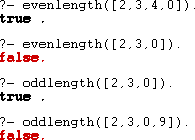 ?- evenlength([2,3,4,0]).
true .
?- evenlength([2,3,0]).
false.
?- oddlength([2,3,0]).
true .
?- oddlength([2,3,0,9]).
false.